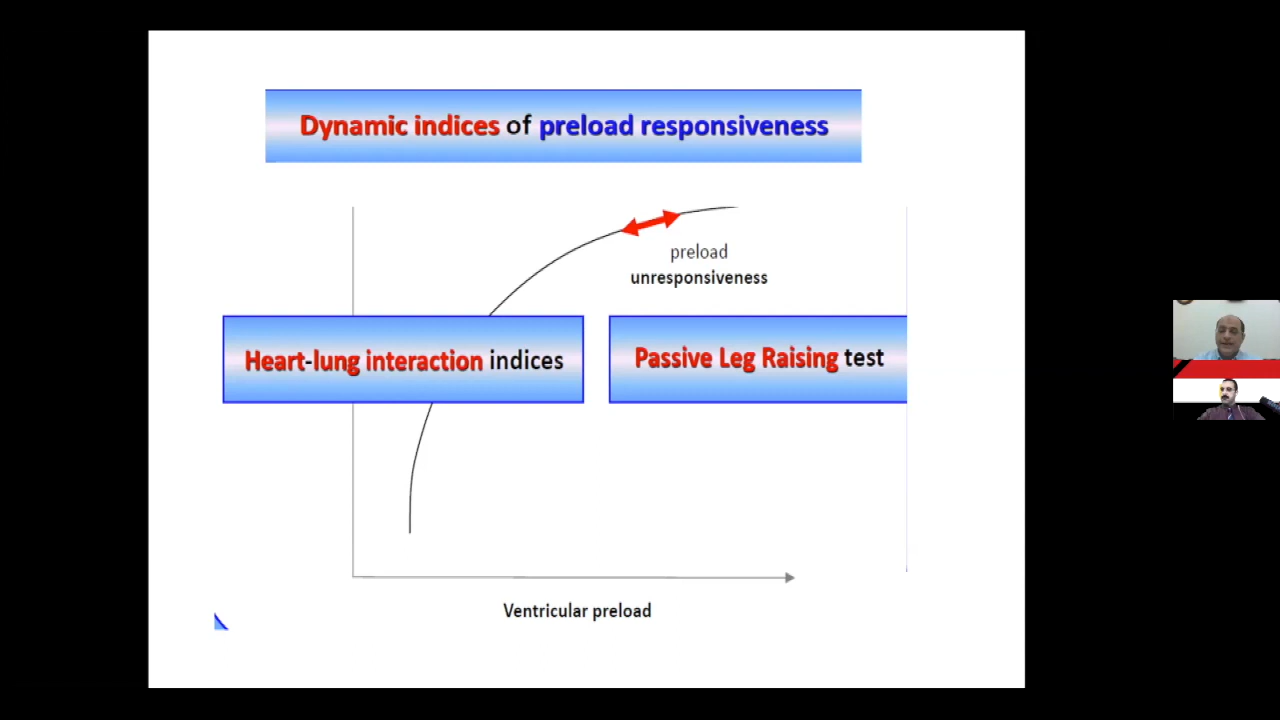 Dynamic indices of preload responsiveness
preload
unresponsiveness
Heart-lung interaction indices
Passive Leg Raising test
Ventricular preload